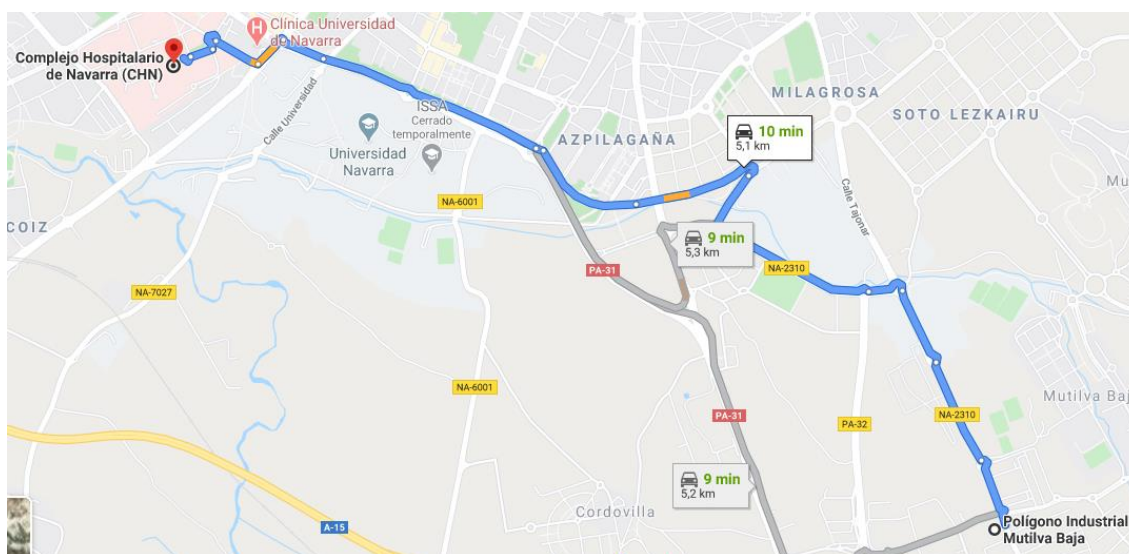 Clínica Universidad
de Navarra
Complejo Hospitalario
de Navarra (CHN)
Calle Universidad
ISSA
Cerrado
temporalmente
Universidad
Navarra
AZPILAGAÑA
MILAGROSA
SOTO LEZKAIRU
10 min
5,1 km
Calle Tajonar
NA-6001
COIZ
9 min
5,3 km
PA-31
NA-2310
NA-7027
NA-6001
PA-31
PA-32
NA-2310
Mutilva Baj
9 min
5,2 km
Cordovilla
A-15
Polígono Industrial
Mutilva Baja